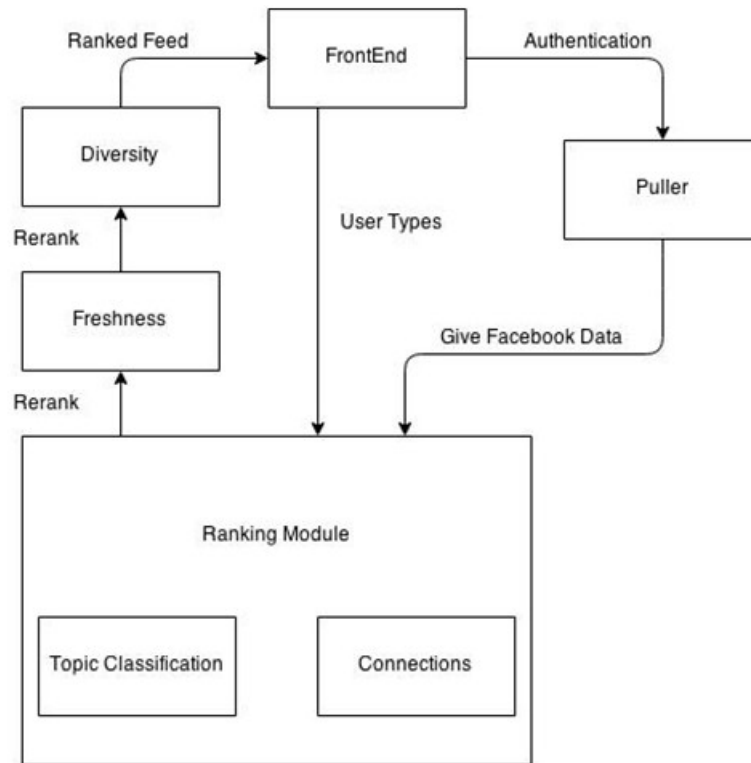 Ranked Feed
FrontEnd
Authentication
Diversity
Puller
User Types
Rerank
Freshness
Give Facebook Data
Rerank
Ranking Module
Topic Classification
Connections